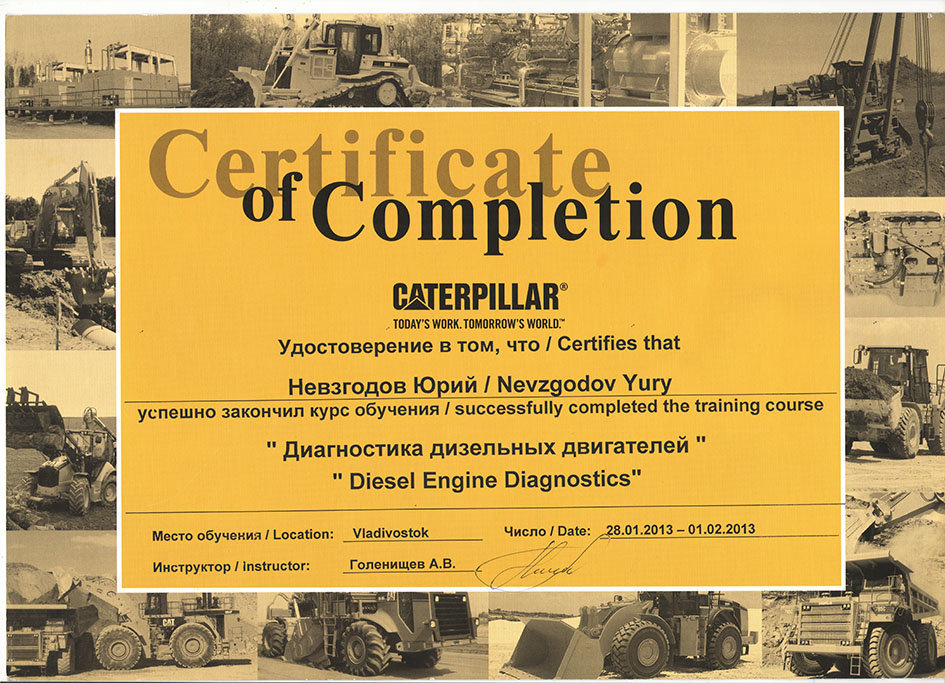 Certificate
of Completion
CATERPILLAR®
TODAY'S WORK. TOMORROW'S WORLD.™
Удостоверение в том, что / Certifies that
Невзгодов Юрий / Nevzgodov Yury
успешно закончил курс обучения / successfully completed the training course
" Диагностика дизельных двигателей "
" Diesel Engine Diagnostics"
Место обучения / Location: Vladivostok Число / Date: 28.01.2013 – 01.02.2013
Инструктор / instructor: Голенищев А.В.
CAT